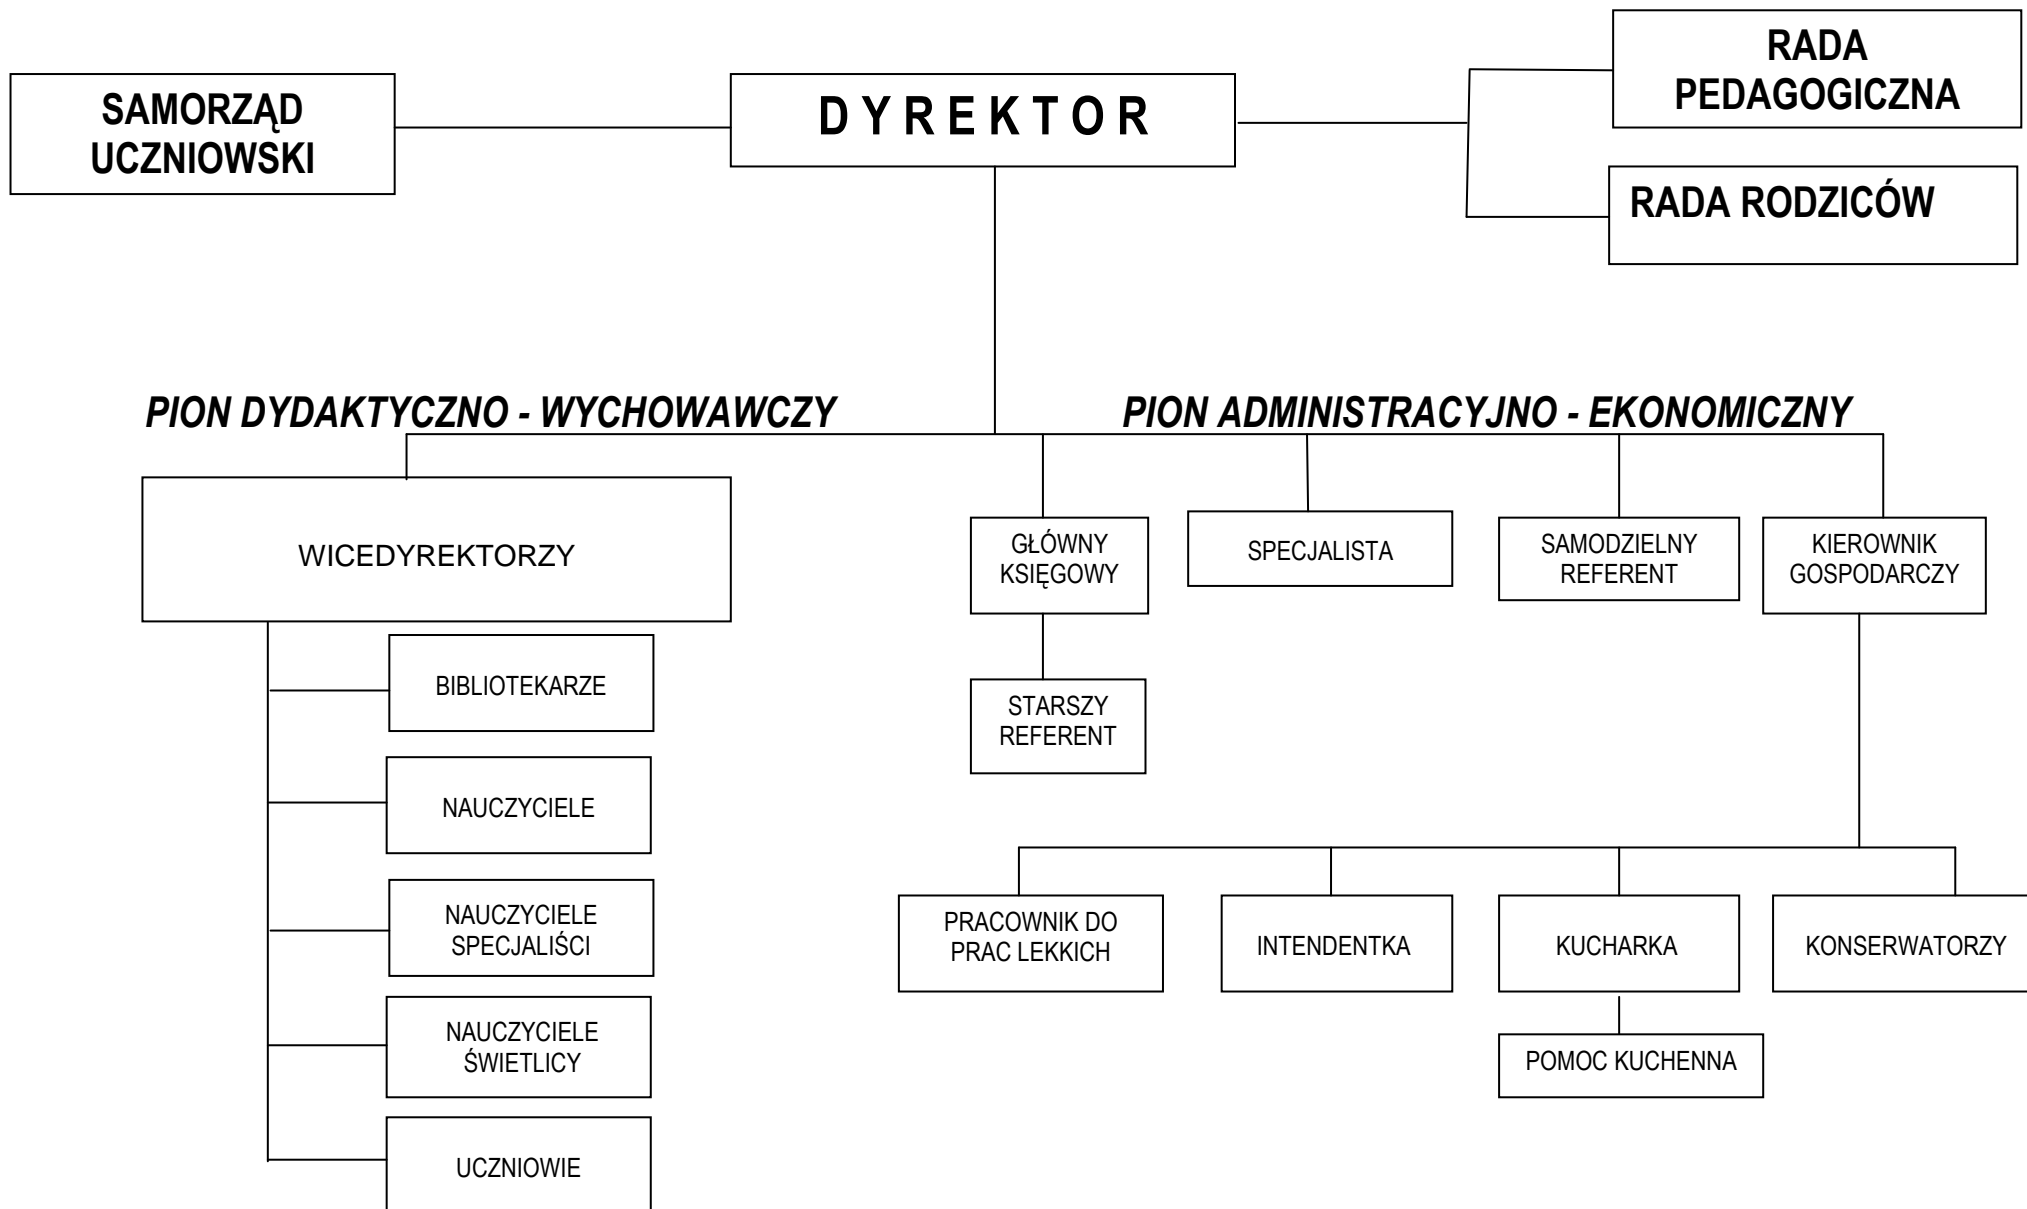 RADA
PEDAGOGICZNA
SAMORZĄD
UCZNIOWSKI
D Y R E K T O R
RADA RODZICÓW
PION DYDAKTYCZNO - WYCHOWAWCZY
PION ADMINISTRACYJNO - EKONOMICZNY
WICEDYREKTORZY
GŁÓWNY
KSIĘGOWY
SPECJALISTA
SAMODZIELNY
REFERENT
KIEROWNIK
GOSPODARCZY
BIBLIOTEKARZE
STARSZY
REFERENT
NAUCZYCIELE
NAUCZYCIELE
SPECJALIŚCI
PRACOWNIK DO
PRAC LEKKICH
INTENDENTKA
KUCHARKA
KONSERWATORZY
NAUCZYCIELE
ŚWIETLICY
POMOC KUCHENNA
UCZNIOWIE